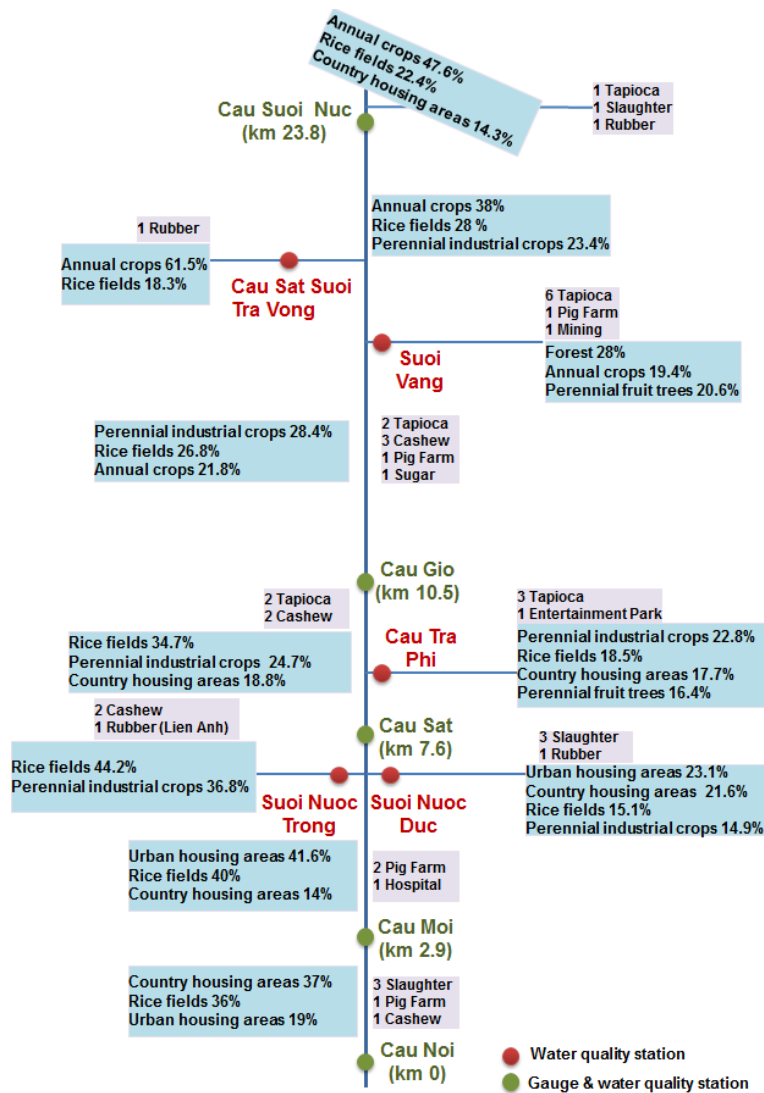 Annual crops 47.6%
Rice fields 22.4%
Country housing areas 14.3%
Cau Suoi Nuc
(km 23.8)
1 Tapioca
1 Slaughter
1 Rubber
1 Rubber
Annual crops 61.5%
Rice fields 18.3%
Cau Sat Suoi
Tra Vong
Annual crops 38%
Rice fields 28 %
Perennial industrial crops 23.4%
6 Tapioca
1 Pig Farm
1 Mining
Forest 28%
Annual crops 19.4%
Perennial fruit trees 20.6%
Suoi
Vang
Perennial industrial crops 28.4%
Rice fields 26.8%
Annual crops 21.8%
2 Tapioca
3 Cashew
1 Pig Farm
1 Sugar
Cau Gio
(km 10.5)
2 Tapioca
2 Cashew
Rice fields 34.7%
Perennial industrial crops 24.7%
Country housing areas 18.8%
Cau Tra
Phi
3 Tapioca
1 Entertainment Park
Perennial industrial crops 22.8%
Rice fields 18.5%
Country housing areas 17.7%
Perennial fruit trees 16.4%
2 Cashew
1 Rubber (Lien Anh)
Rice fields 44.2%
Perennial industrial crops 36.8%
Cau Sat
(km 7.6)
3 Slaughter
1 Rubber
Urban housing areas 23.1%
Country housing areas 21.6%
Rice fields 15.1%
Perennial industrial crops 14.9%
Suoi Nuoc
Trong
Suoi Nuoc
Duc
Urban housing areas 41.6%
Rice fields 40%
Country housing areas 14%
2 Pig Farm
1 Hospital
Cau Moi
(km 2.9)
Country housing areas 37%
Rice fields 36%
Urban housing areas 19%
3 Slaughter
1 Pig Farm
1 Cashew
Cau Noi
(km 0)
Water quality station
Gauge & water quality station